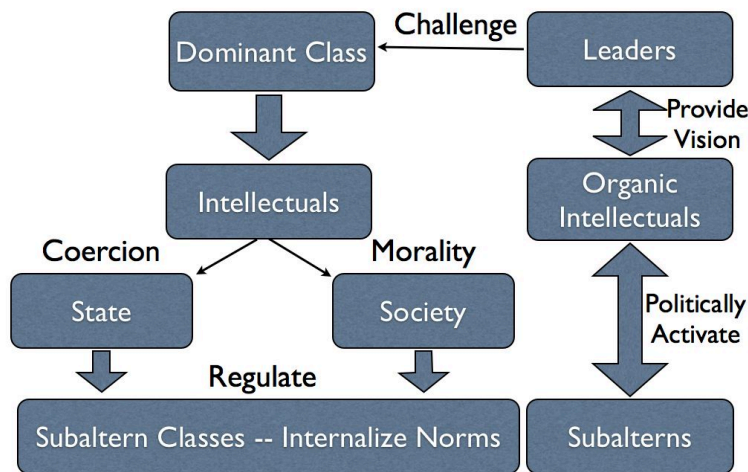 Challenge
Dominant Class
Leaders
Provide
Vision
Intellectuals
Organic
Intellectuals
Coercion
Morality
State
Society
Politically
Activate
Regulate
Subaltern Classes -- Internalize Norms
Subalterns